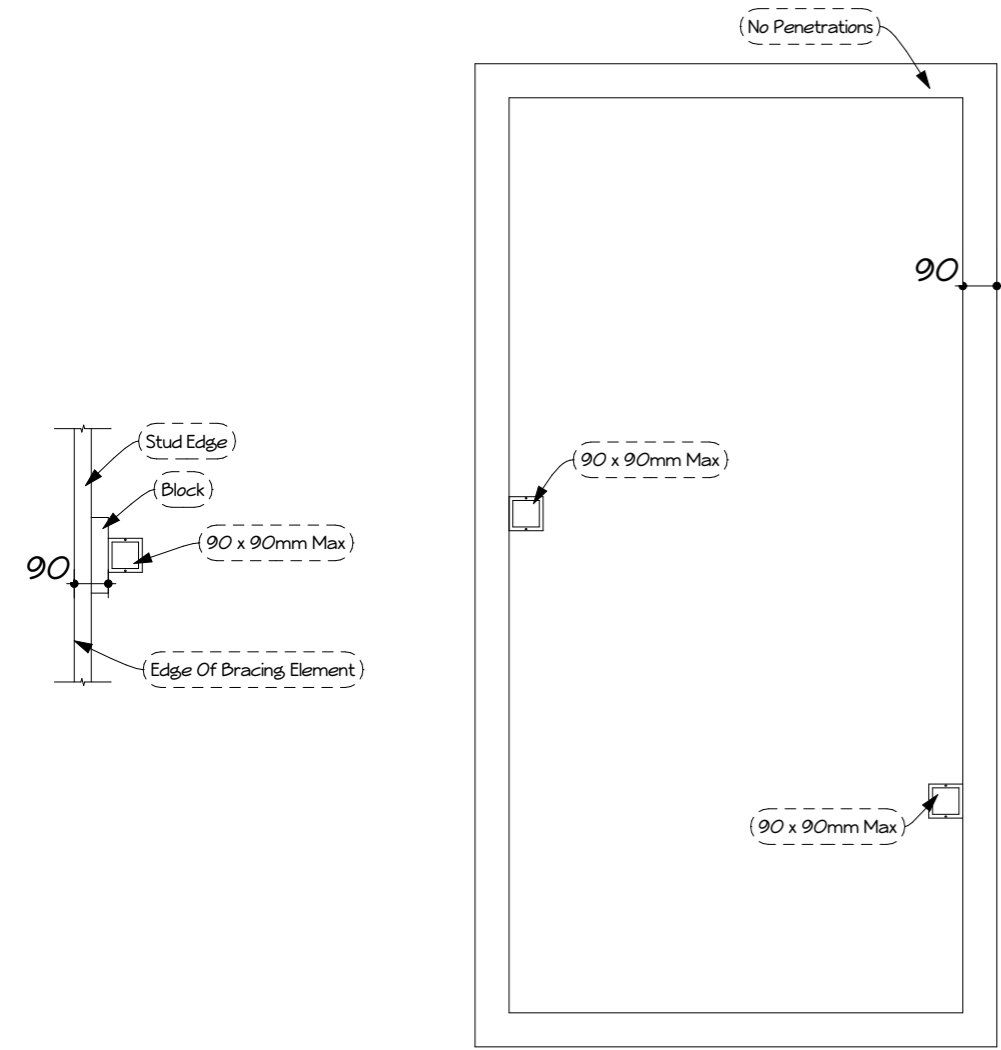 No Penetrations
90
Stud Edge
90 x 90mm Max
Block
90 x 90mm Max
90
Edge Of Bracing Element
90 x 90mm Max